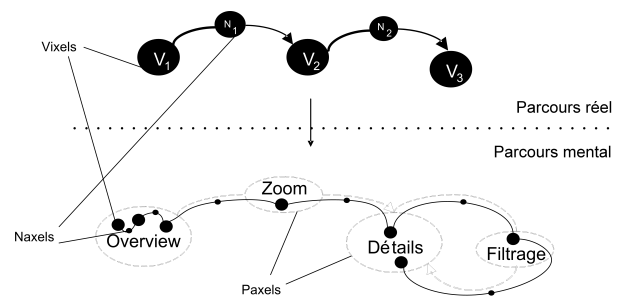 N1 N2
Vixels
V1 V2 V3
Parcours réel
Parcours mental
Zoom
Naxels
Overview Détails Filtrage
Paxels